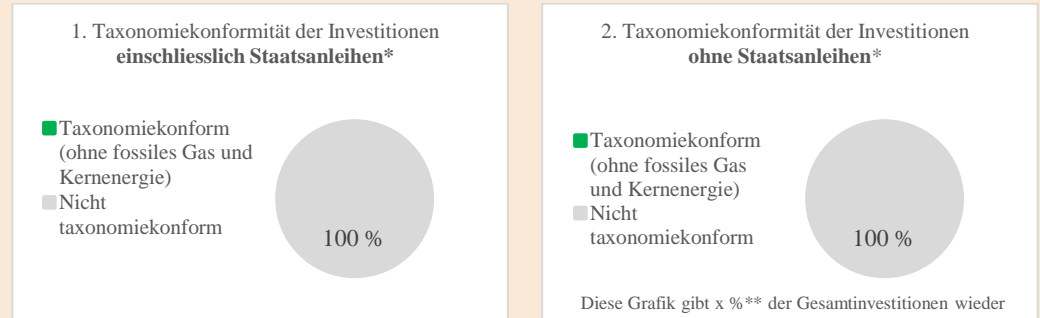 1. Taxonomiekonformität der Investitionen
einschliesslich Staatsanleihen*
Taxonomiekonform
(ohne fossiles Gas und
Kernenergie)
Nicht
taxonomiekonform
100 %
2. Taxonomiekonformität der Investitionen
ohne Staatsanleihen*
Taxonomiekonform
(ohne fossiles Gas
und Kernenergie)
Nicht
taxonomiekonform
100 %
Diese Grafik gibt x %** der Gesamtinvestitionen wieder